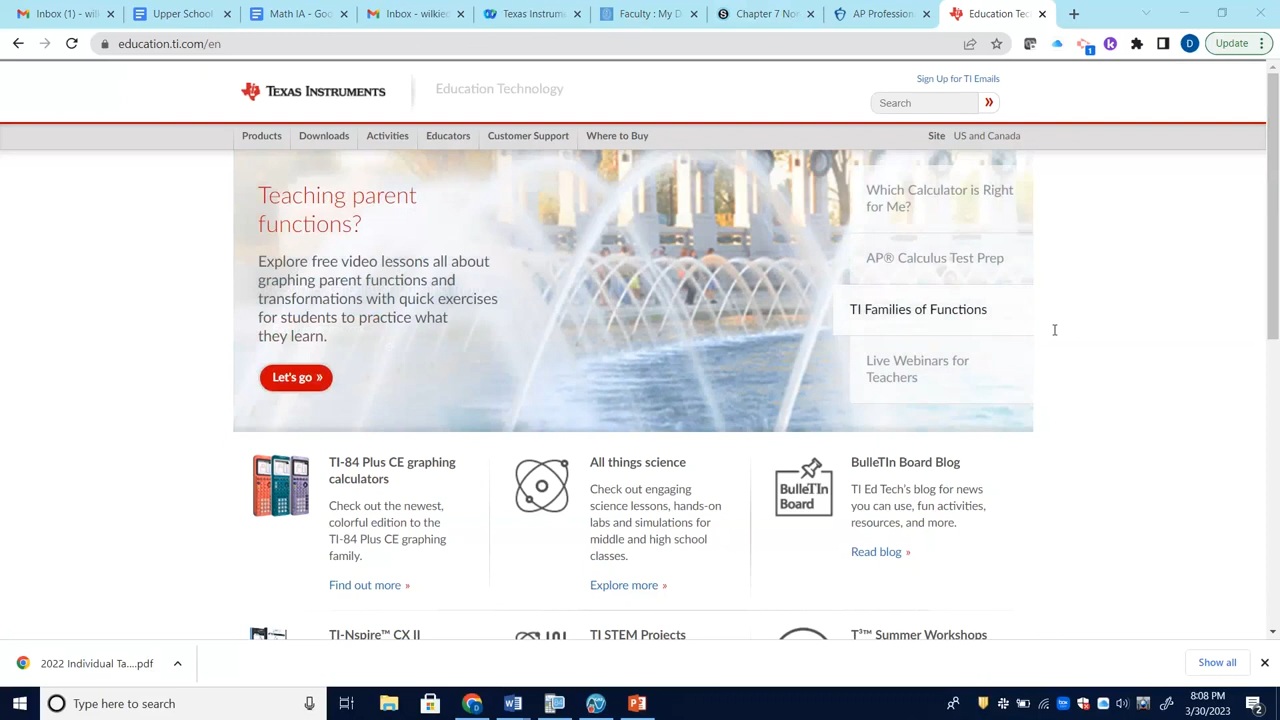 Inbox (1) - wilki
Upper School
Math IA - Goo
Inbox - wilkied
Texas Instrume
Faculty : My D
Chapter 7 Not
AP Profession
Education Tec
education.ti.com/en
1
D
Update
TEXAS INSTRUMENTS
Education Technology
Sign Up for TI Emails
Search
Products
Downloads
Activities
Educators
Customer Support
Where to Buy
Site US and Canada
Teaching parent
functions?
Explore free video lessons all about
graphing parent functions and
transformations with quick exercises
for students to practice what
they learn.
Let's go »
Which Calculator is Right
for Me?
AP® Calculus Test Prep
TI Families of Functions
Live Webinars for
Teachers
TI-84 Plus CE graphing
calculators
Check out the newest,
colorful edition to the
TI-84 Plus CE graphing
family.
Find out more »
All things science
Check out engaging
science lessons, hands-on
labs and simulations for
middle and high school
classes.
Explore more »
BulleTIn
Board
BulleTIn Board Blog
TI Ed Tech's blog for news
you can use, fun activities,
resources, and more.
Read blog »
TI-Nspire™ CX II
TI STEM Projects
T³™ Summer Workshops
2022 Individual Ta....pdf
Show all
Type here to search
8:08 PM
3/30/2023
2